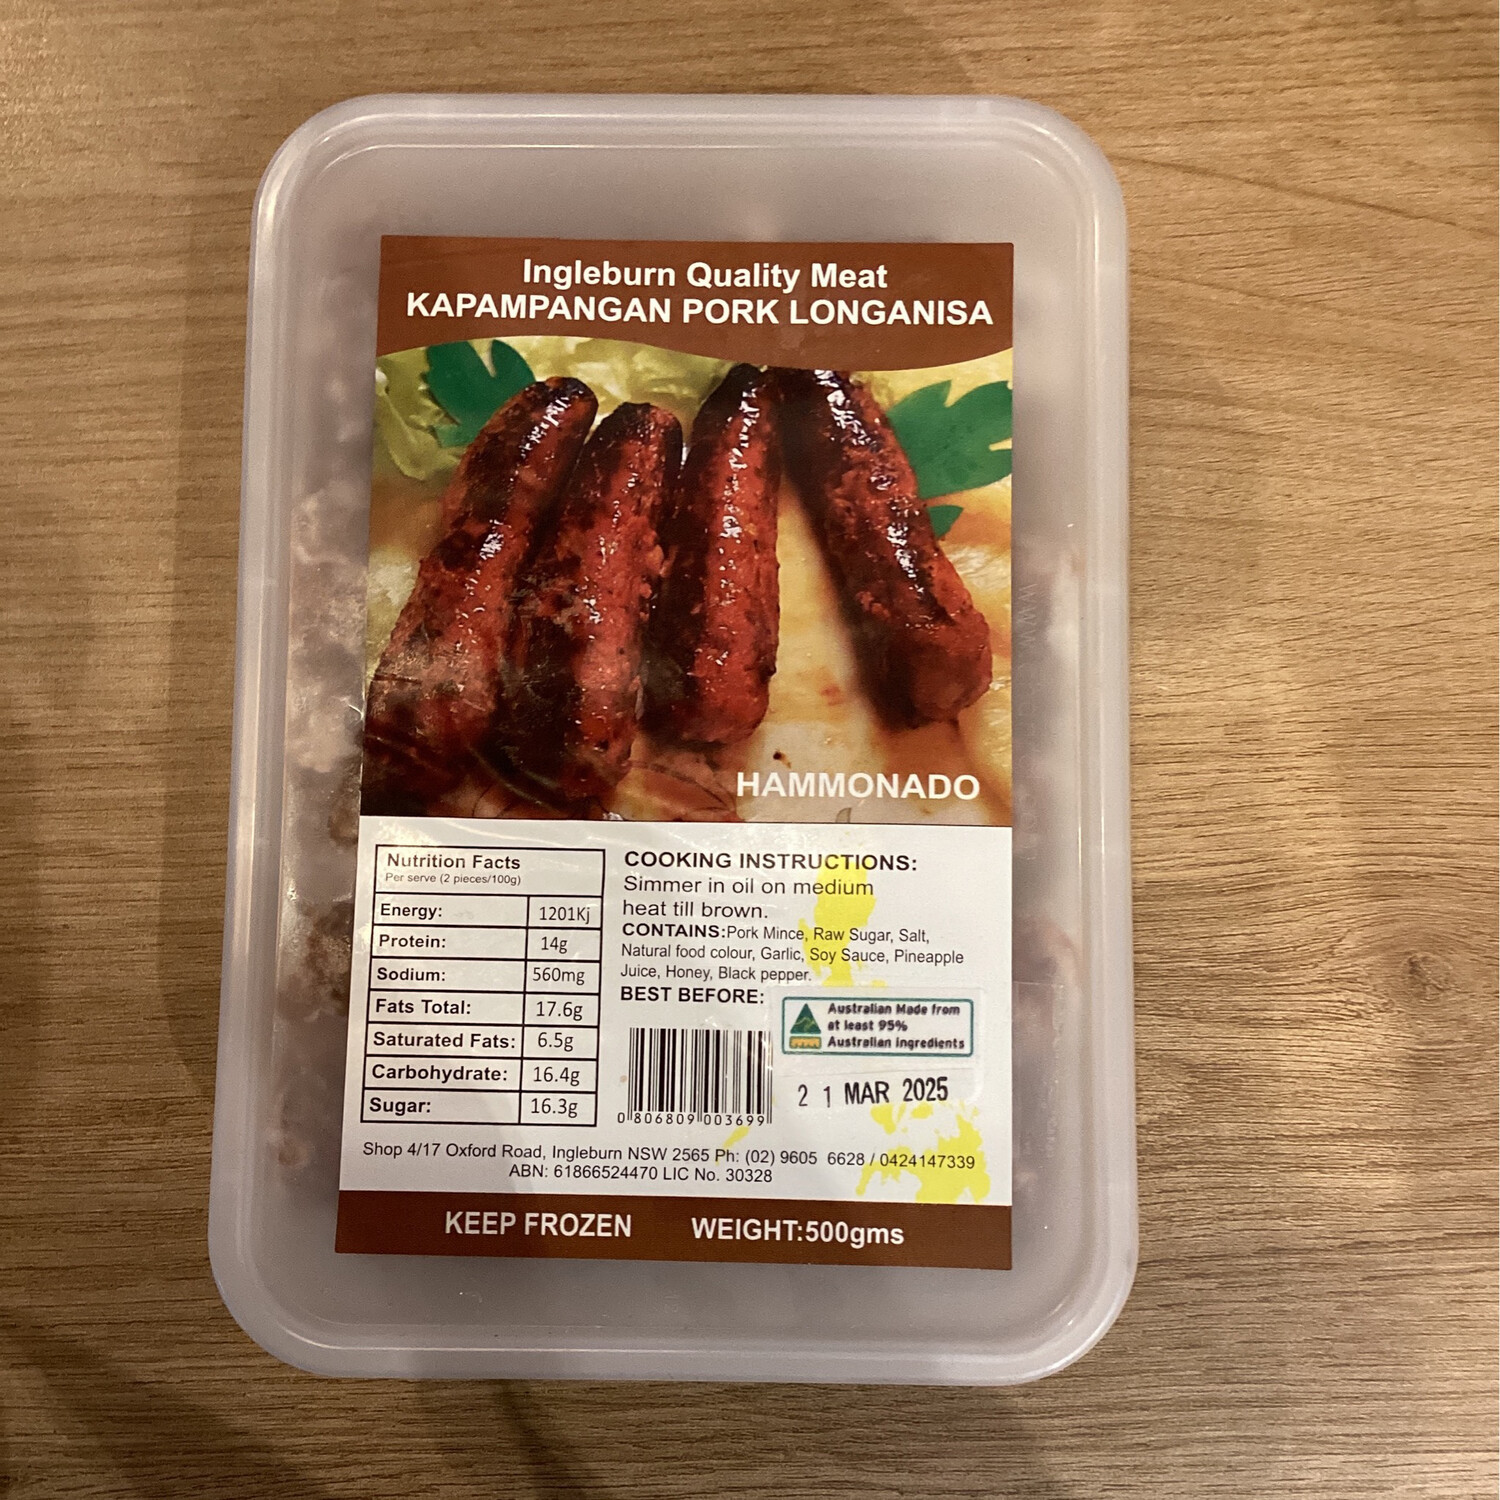 Ingleburn Quality Meat
KAPAMPANGAN PORK LONGANISA
HAMMONADO
Nutrition Facts
Per serve (2 pieces/100g)
Energy: 1201Kj
Protein: 14g
Sodium: 560mg
Fats Total: 17.6g
Saturated Fats: 6.5g
Carbohydrate: 16.4g
Sugar: 16.3g
COOKING INSTRUCTIONS:
Simmer in oil on medium
heat till brown.
CONTAINS:Pork Mince, Raw Sugar, Salt,
Natural food colour, Garlic, Soy Sauce, Pineapple
Juice, Honey, Black pepper.
BEST BEFORE:
Australian Made from
at least 95%
Australian ingredients
21 MAR 2025
0 806809 003699
Shop 4/17 Oxford Road, Ingleburn NSW 2565 Ph: (02) 9605 6628 / 0424147339
ABN: 61866524470 LIC No. 30328
KEEP FROZEN WEIGHT:500gms